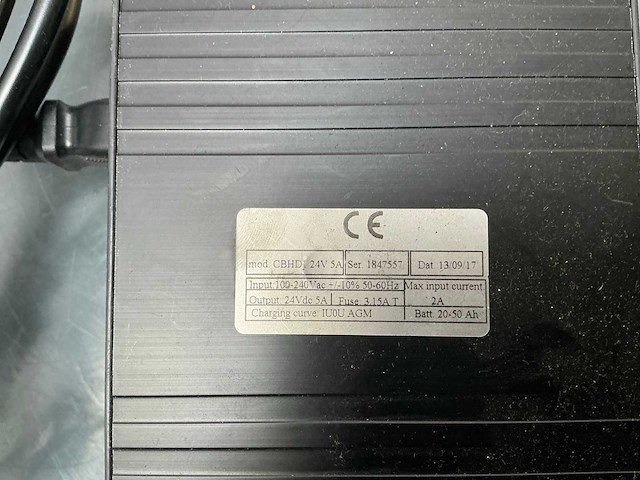 CE
mod CBHD1 24V 5A Ser. 1847557 Dat. 13/09/17
Input 100-240Vac +/-10% 50-60Hz Max input current
Output: 24Vdc 5A Fuse: 3,15A T 2A
Charging curve: IU0U AGM Batt. 20-50 Ah